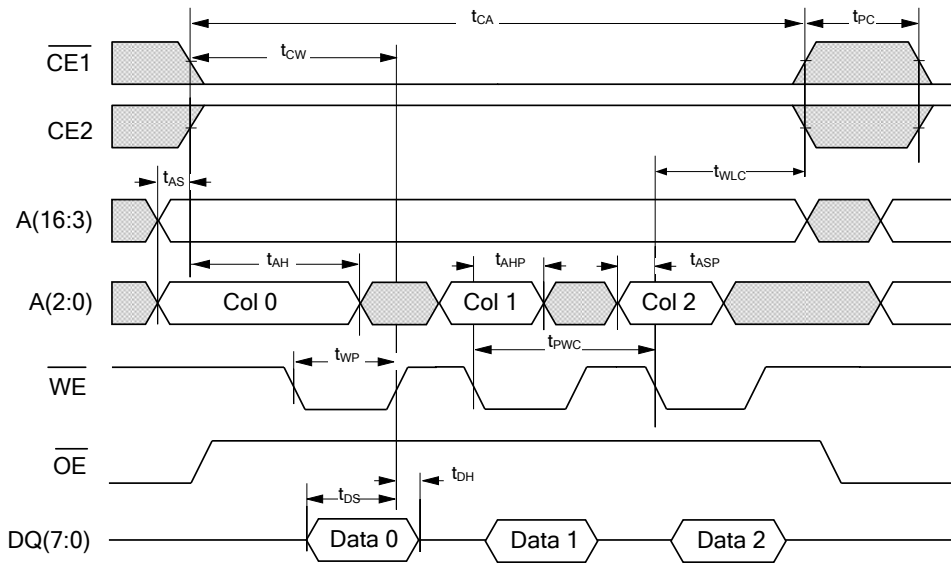 tCA
tPC
CE1
tCW
CE2
tAS
tWLC
A(16:3)
tAH
tAHP
tASP
A(2:0)
Col 0
Col 1
Col 2
tWP
tPWC
WE
OE
tDS
tDH
DQ(7:0)
Data 0
Data 1
Data 2